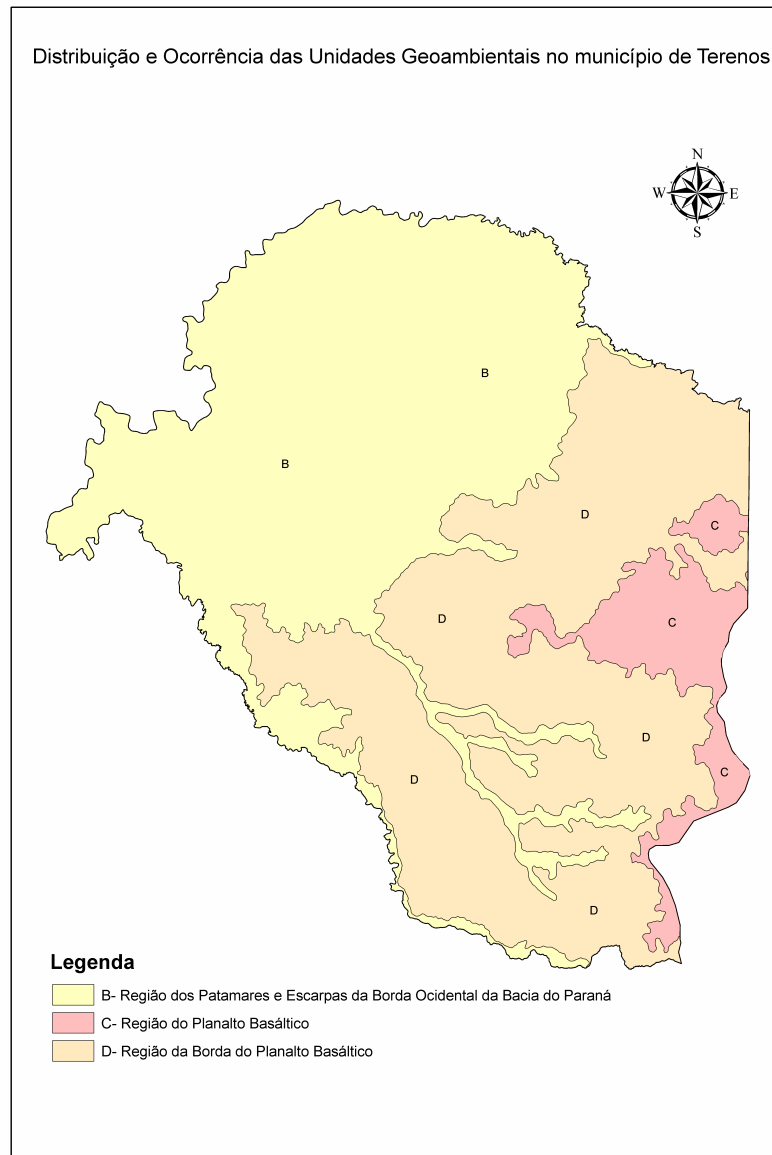 Distribuição e Ocorrência das Unidades Geoambientais no município de Terenos
N
W E
S
B
B
D
C
D
C
D
C
D
D
Legenda
B- Região dos Patamares e Escarpas da Borda Ocidental da Bacia do Paraná
C- Região do Planalto Basáltico
D- Região da Borda do Planalto Basáltico